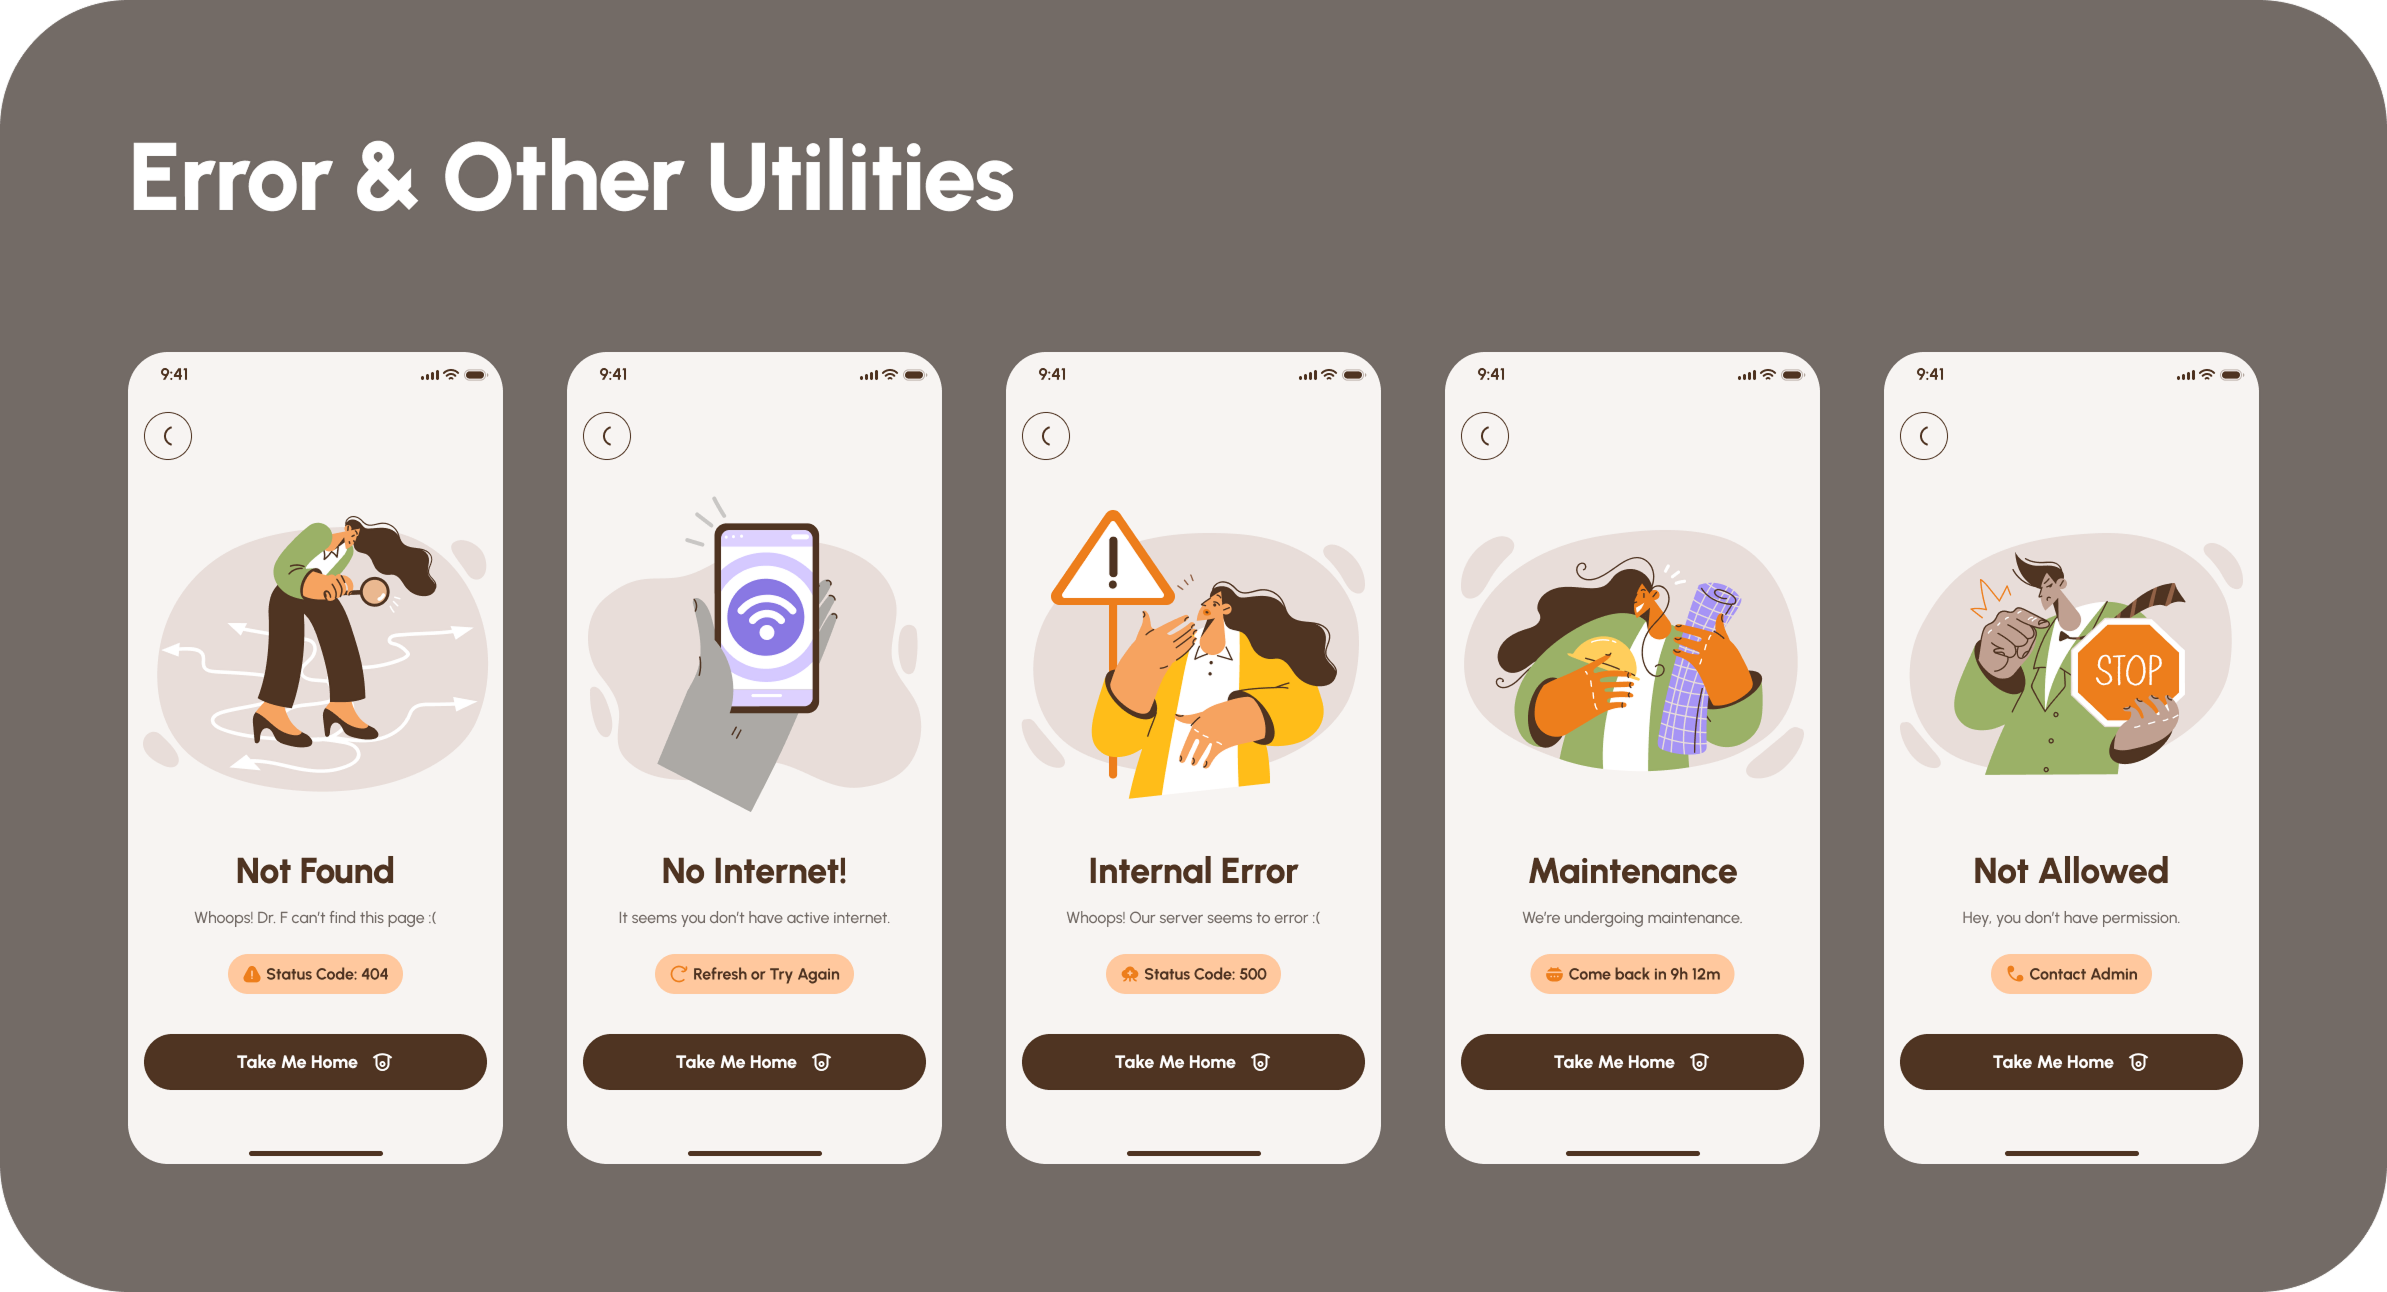 Error & Other Utilities
9:41
Not Found
Whoops! Dr. F can't find this page :(
Status Code: 404
Take Me Home
9:41
No Internet!
It seems you don't have active internet.
Refresh or Try Again
Take Me Home
9:41
Internal Error
Whoops! Our server seems to error :(
Status Code: 500
Take Me Home
9:41
Maintenance
We're undergoing maintenance.
Come back in 9h 12m
Take Me Home
9:41
STOP
Not Allowed
Hey, you don't have permission.
Contact Admin
Take Me Home